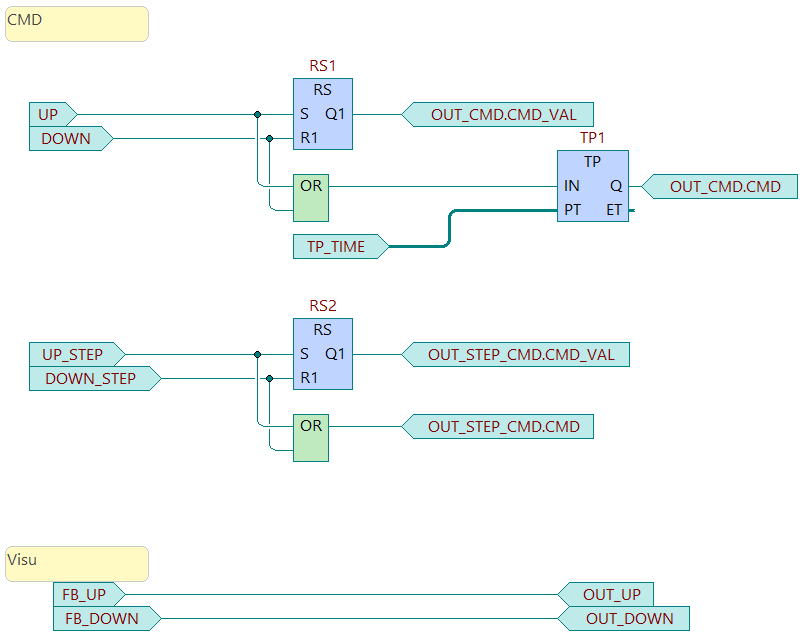 CMD
RS1
RS
UP
S Q1
OUT_CMD.CMD_VAL
DOWN
R1
TP1
TP
OR
IN Q
OUT_CMD.CMD
PT ET
TP_TIME
RS2
RS
UP_STEP
S Q1
OUT_STEP_CMD.CMD_VAL
DOWN_STEP
R1
OR
OUT_STEP_CMD.CMD
Visu
FB_UP
OUT_UP
FB_DOWN
OUT_DOWN